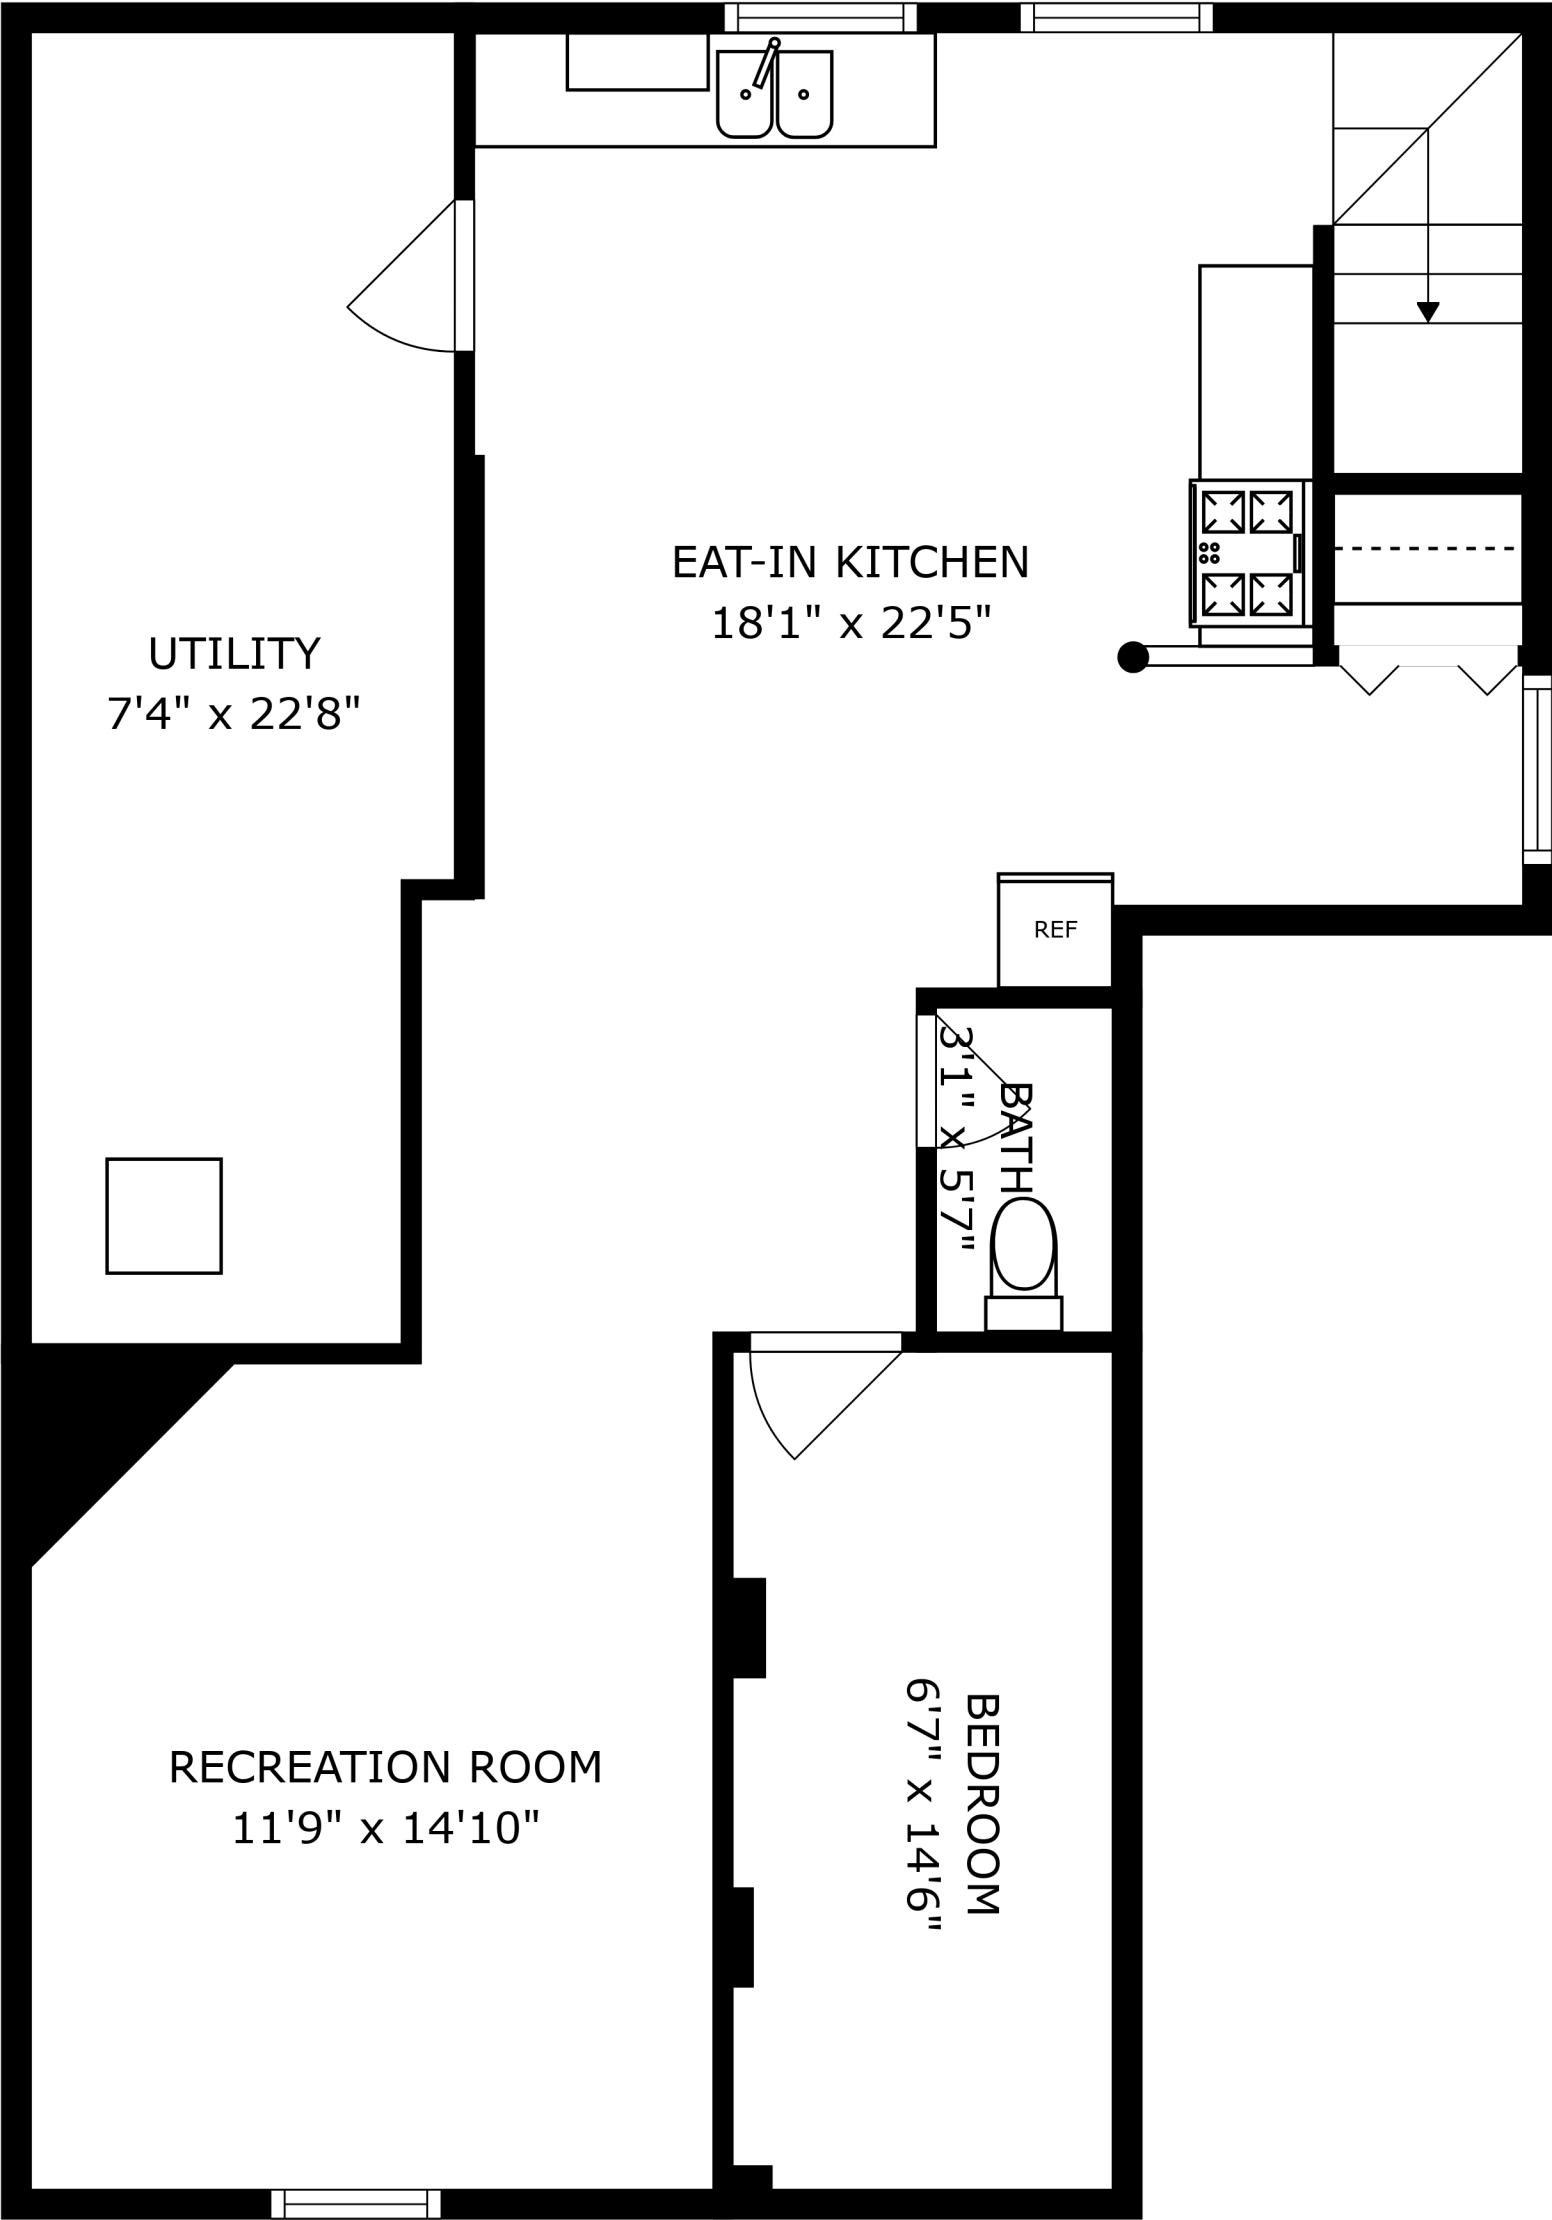 EAT-IN KITCHEN
18'1" x 22'5"
UTILITY
7'4" x 22'8"
REF
BATH
3'1" x 5'7"
RECREATION ROOM
11'9" x 14'10"
BEDROOM
6'7" x 14'6"